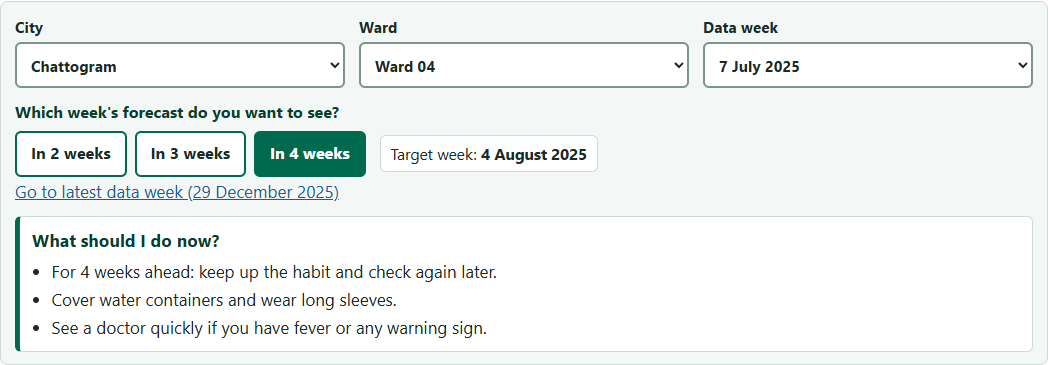 City
Ward
Data week
Chattogram
Ward 04
7 July 2025
Which week's forecast do you want to see?
In 2 weeks
In 3 weeks
In 4 weeks
Target week: 4 August 2025
Go to latest data week (29 December 2025)
What should I do now?
• For 4 weeks ahead: keep up the habit and check again later.
• Cover water containers and wear long sleeves.
• See a doctor quickly if you have fever or any warning sign.